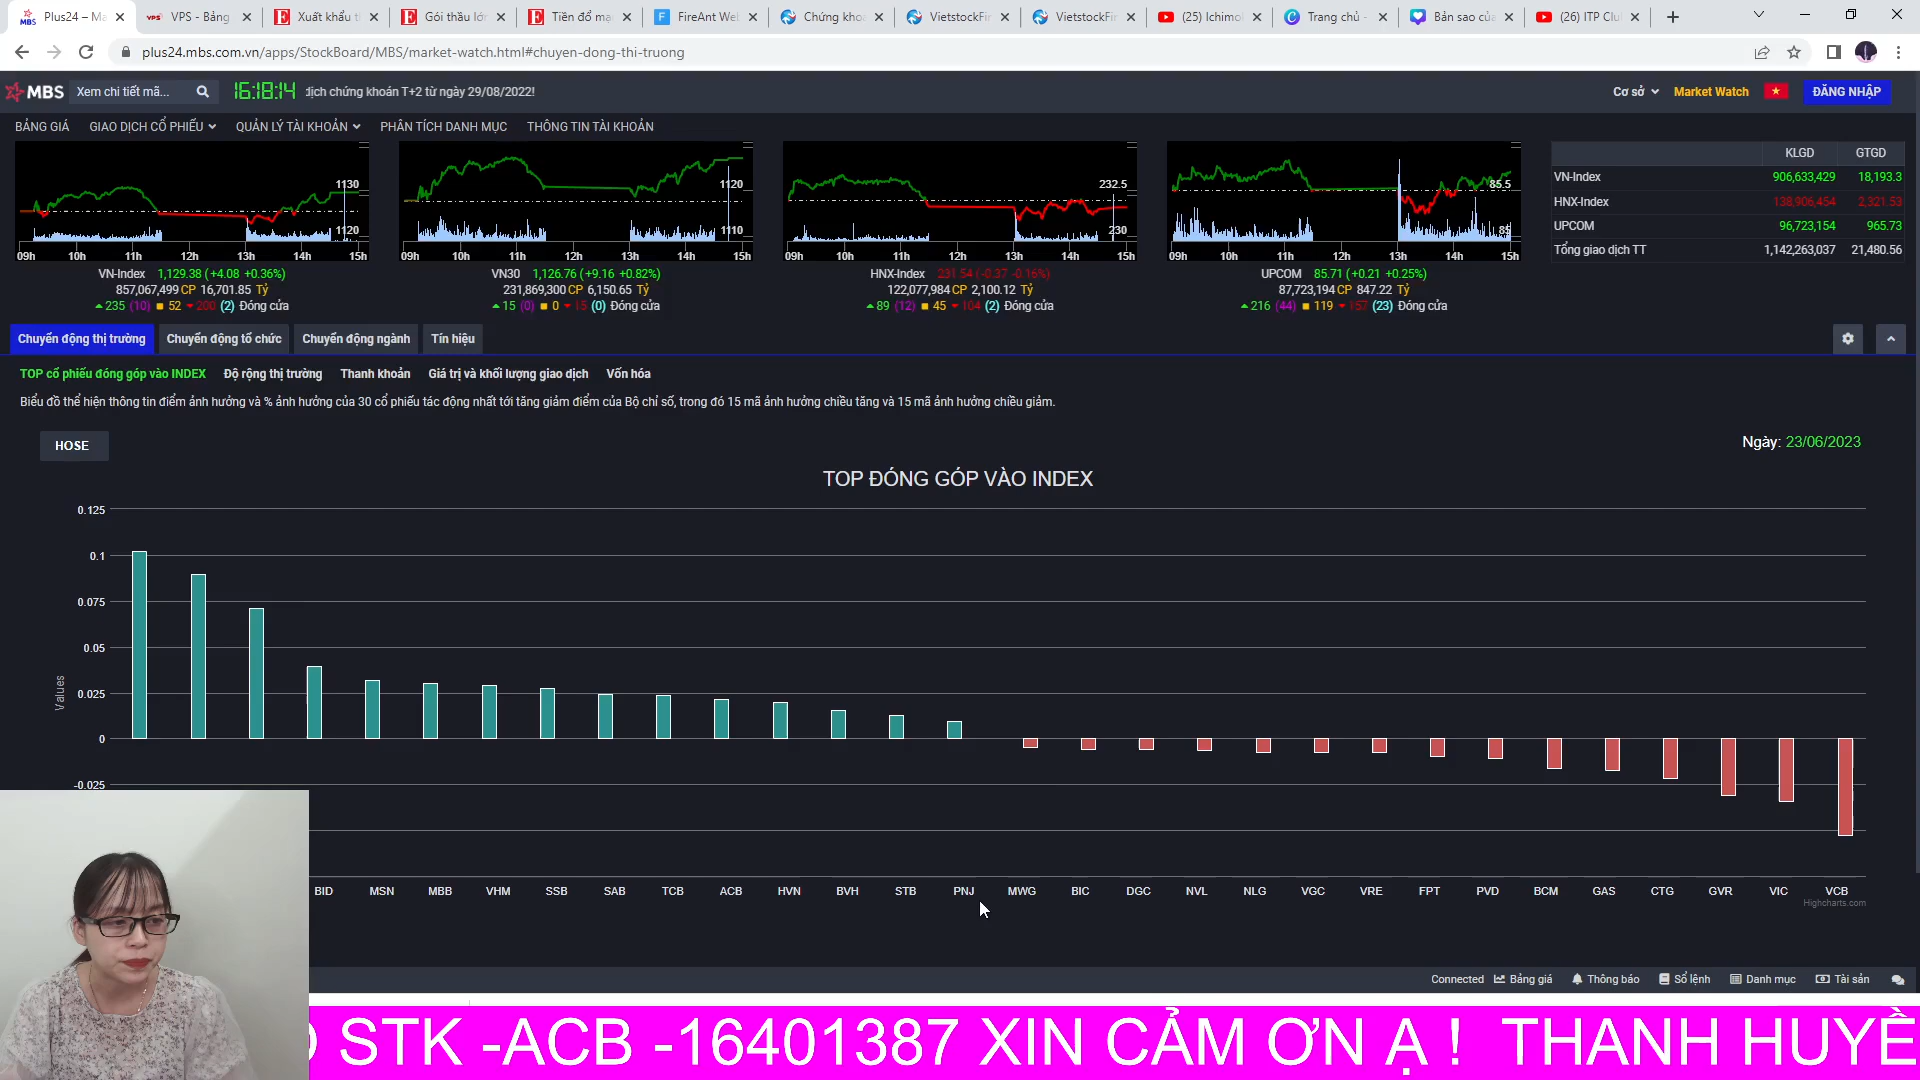 Plus24 – Ma
VPS - Bảng
Xuất khẩu t
Gói thầu lớ
Tiền đổ mạ
FireAnt Wel
Chứng kho
VietstockFin
VietstockFi
(25) Ichimo
Trang chủ -
Bản sao củ
(26) ITP Clu
plus24.mbs.com.vn/apps/StockBoard/MBS/market-watch.html#chuyen-dong-thi-truong
MBS
Xem chi tiết mã...
16:18:14
dịch chứng khoán T+2 từ ngày 29/08/2022!
Cơ sở
Market Watch
ĐĂNG NHẬP
BẢNG GIÁ
GIAO DỊCH CỔ PHIẾU
QUẢN LÝ TÀI KHOẢN
PHÂN TÍCH DANH MỤC
THÔNG TIN TÀI KHOẢN
1130
1120
09h 10h 11h 12h 13h 14h 15h
VN-Index 1,129.38 (+4.08 +0.36%)
857,067,499 CP 16,701.85 Tỷ
235 (10) 52 200 (2) Đóng cửa
1120
1110
09h 10h 11h 12h 13h 14h 15h
VN30 1,126.76 (+9.16 +0.82%)
231,869,300 CP 6,150.65 Tỷ
15 (0) 0 15 (0) Đóng cửa
232.5
230
09h 10h 11h 12h 13h 14h 15h
HNX-Index 231.54 (-0.37 -0.16%)
122,077,984 CP 2,100.12 Tỷ
89 (12) 45 104 (2) Đóng cửa
85.5
85
09h 10h 11h 12h 13h 14h 15h
UPCOM 85.71 (+0.21 +0.25%)
87,723,194 CP 847.22 Tỷ
216 (44) 119 157 (23) Đóng cửa
KLGD GTGD
VN-Index 906,633,429 18,193.3
HNX-Index 138,906,454 2,321.53
UPCOM 96,723,154 965.73
Tổng giao dịch TT 1,142,263,037 21,480.56
Chuyển động thị trường
Chuyển động tổ chức
Chuyển động ngành
Tín hiệu
TOP cổ phiếu đóng góp vào INDEX
Độ rộng thị trường
Thanh khoản
Giá trị và khối lượng giao dịch
Vốn hóa
Biểu đồ thể hiện thông tin điểm ảnh hưởng và % ảnh hưởng của 30 cổ phiếu tác động nhất tới tăng giảm điểm của Bộ chỉ số, trong đó 15 mã ảnh hưởng chiều tăng và 15 mã ảnh hưởng chiều giảm.
HOSE
Ngày: 23/06/2023
TOP ĐÓNG GÓP VÀO INDEX
Values
0.125
0.1
0.075
0.05
0.025
0
-0.025
BID MSN MBB VHM SSB SAB TCB ACB HVN BVH STB PNJ MWG BIC DGC NVL NLG VGC VRE FPT PVD BCM GAS CTG GVR VIC VCB
Highcharts.com
Connected
Bảng giá
Thông báo
Sổ lệnh
Danh mục
Tài sản
STK -ACB -16401387 XIN CẢM ƠN Ạ ! THANH HUYỀ